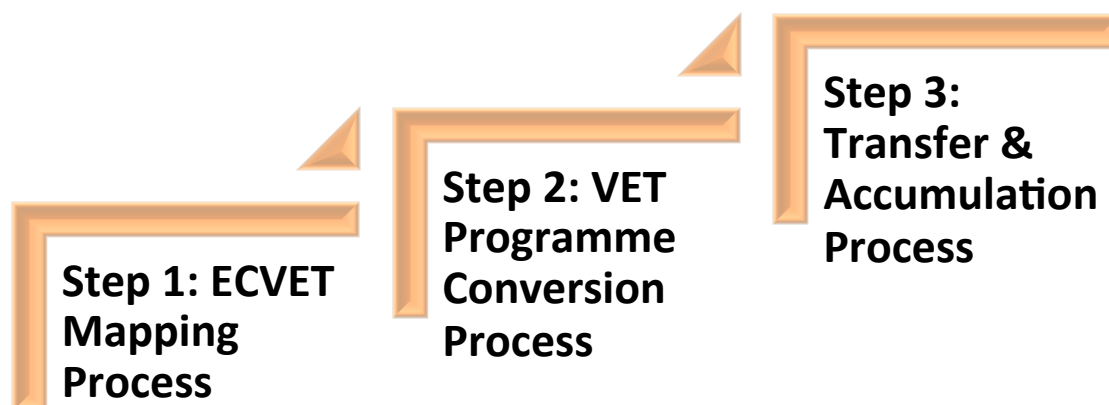 Step 1: ECVET
Mapping
Process
Step 2: VET
Programme
Conversion
Process
Step 3:
Transfer &
Accumulation
Process